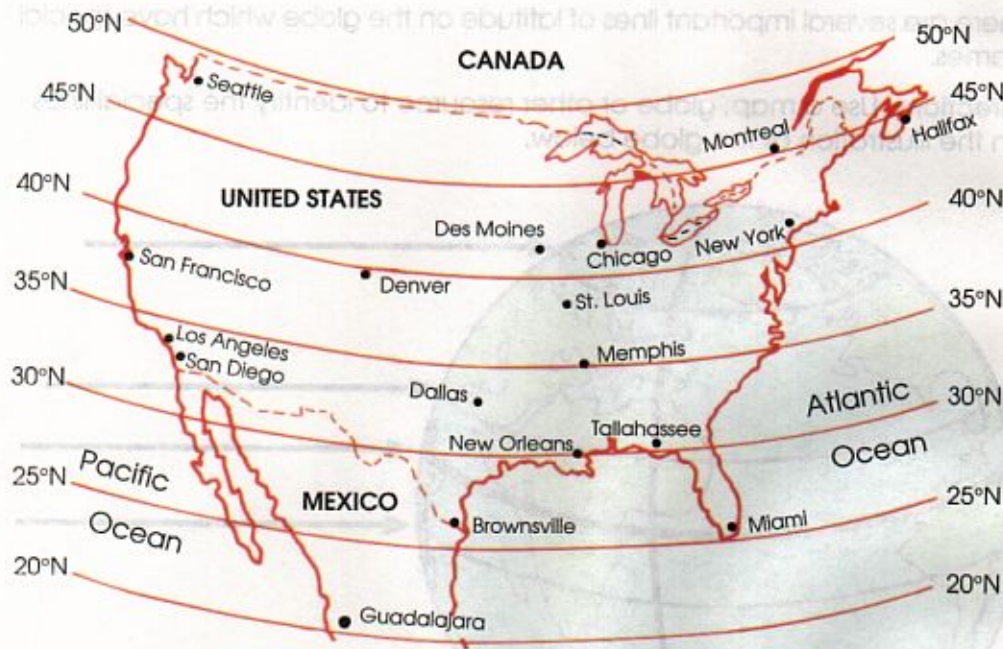 50°N
CANADA
50°N
Seattle
45°N
45°N
Montreal
Halifax
40°N
UNITED STATES
40°N
Des Moines
New York
Chicago
San Francisco
Denver
35°N
St. Louis
35°N
Los Angeles
Memphis
San Diego
30°N
Dallas
Atlantic
30°N
Tallahassee
New Orleans
Ocean
Pacific
25°N
MEXICO
25°N
Ocean
Brownsville
Miami
20°N
20°N
Guadalajara